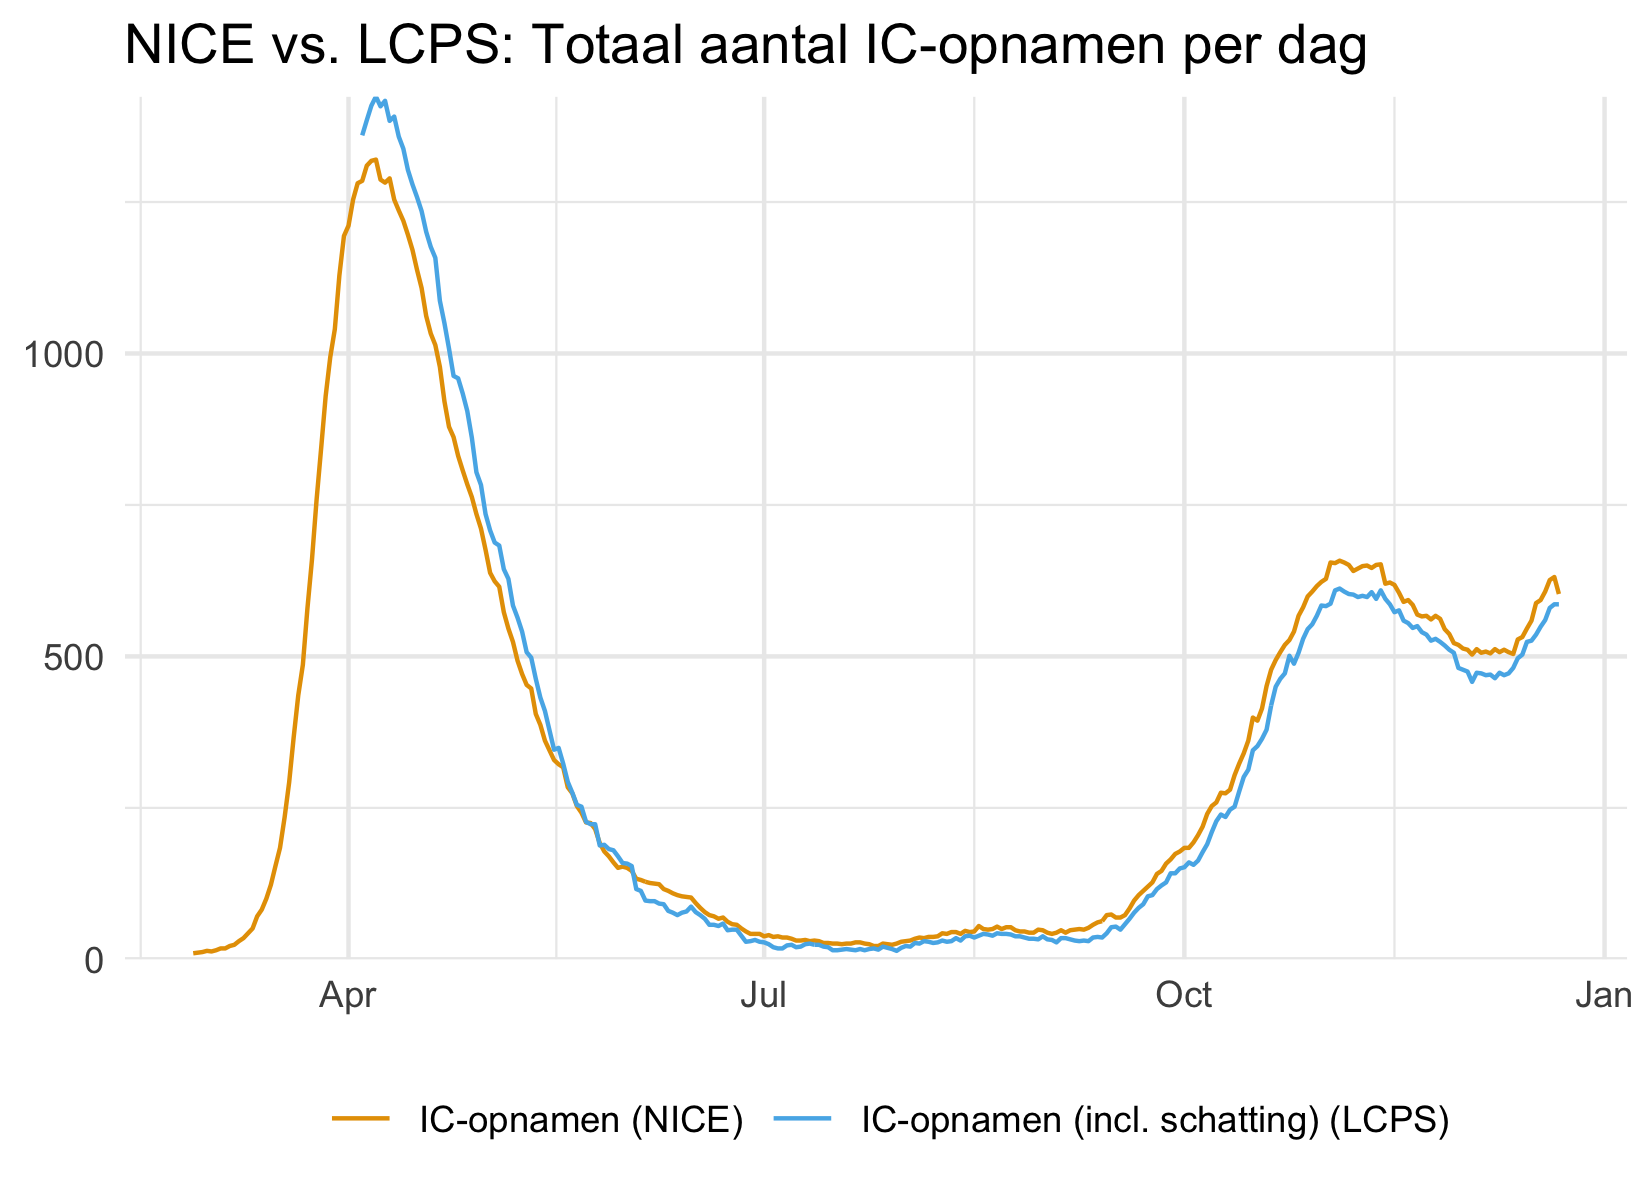 NICE vs. LCPS: Totaal aantal IC-opnamen per dag
1000
500
0
Apr Jul Oct Jan
IC-opnamen (NICE) IC-opnamen (incl. schatting) (LCPS)